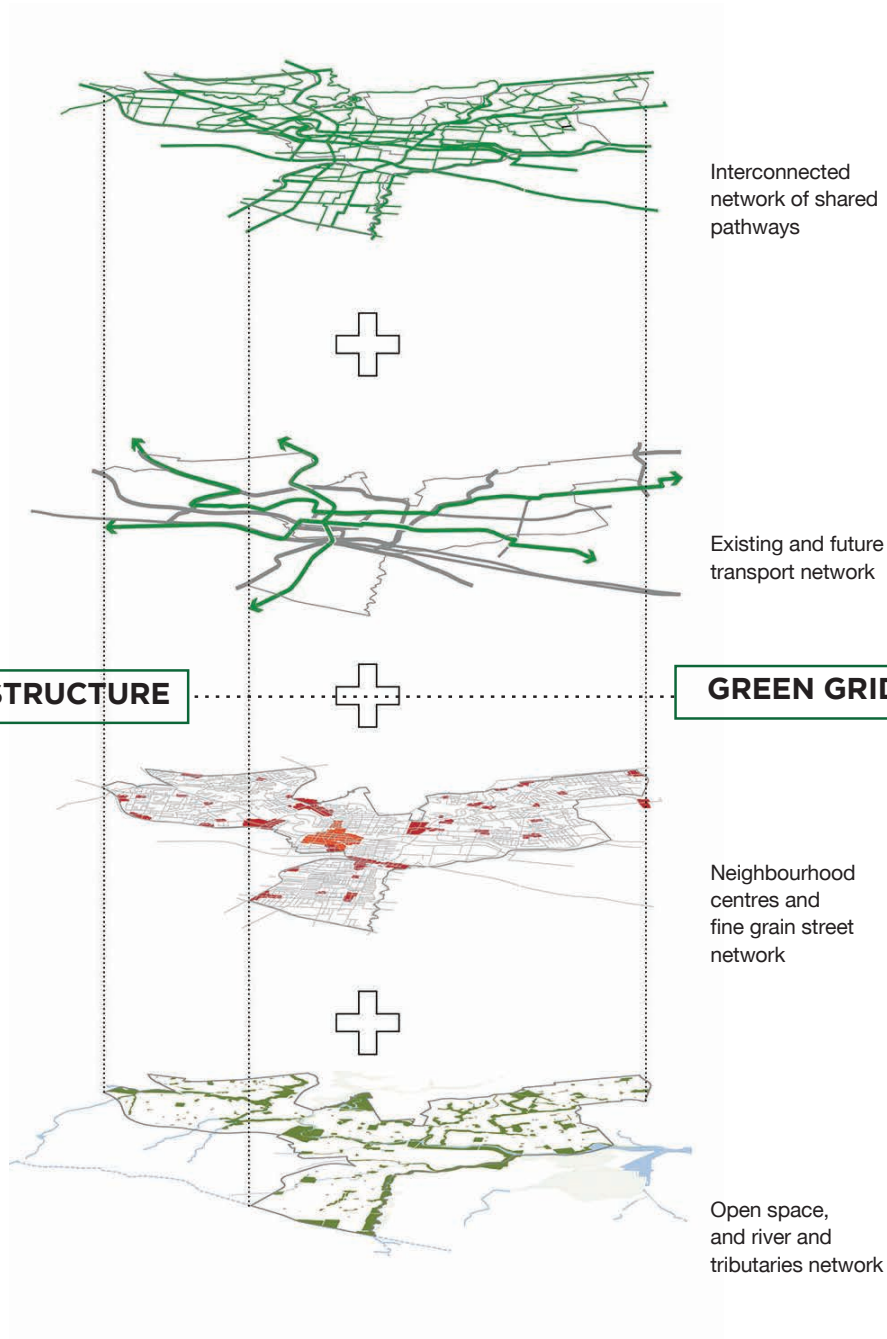 Interconnected
network of shared
pathways
Existing and future
transport network
STRUCTURE
GREEN GRID
Neighbourhood
centres and
fine grain street
network
Open space,
and river and
tributaries network